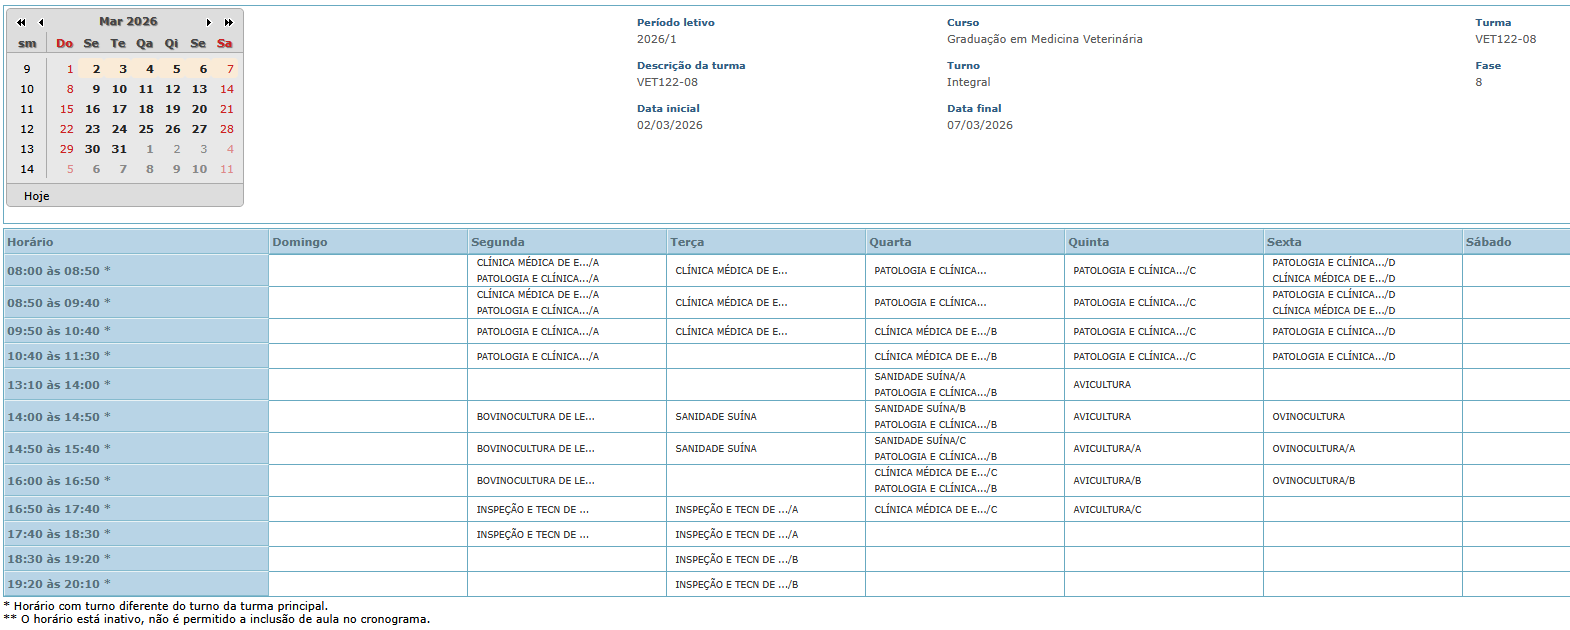 Mar 2026
sm Do Se Te Qa Qi Se Sa
9 1 2 3 4 5 6 7
10 8 9 10 11 12 13 14
11 15 16 17 18 19 20 21
12 22 23 24 25 26 27 28
13 29 30 31 1 2 3 4
14 5 6 7 8 9 10 11
Hoje
Período letivo Curso Turma
2026/1 Graduação em Medicina Veterinária VET122-08
Descrição da turma Turno Fase
VET122-08 Integral 8
Data inicial Data final
02/03/2026 07/03/2026
Horário Domingo Segunda Terça Quarta Quinta Sexta Sábado
08:00 às 08:50 * CLÍNICA MÉDICA DE E.../A CLÍNICA MÉDICA DE E... PATOLOGIA E CLÍNICA... PATOLOGIA E CLÍNICA.../C PATOLOGIA E CLÍNICA.../D
PATOLOGIA E CLÍNICA.../A CLÍNICA MÉDICA DE E.../D
08:50 às 09:40 * CLÍNICA MÉDICA DE E.../A CLÍNICA MÉDICA DE E... PATOLOGIA E CLÍNICA... PATOLOGIA E CLÍNICA.../C PATOLOGIA E CLÍNICA.../D
PATOLOGIA E CLÍNICA.../A CLÍNICA MÉDICA DE E.../D
09:50 às 10:40 * PATOLOGIA E CLÍNICA.../A CLÍNICA MÉDICA DE E... CLÍNICA MÉDICA DE E.../B PATOLOGIA E CLÍNICA.../C PATOLOGIA E CLÍNICA.../D
10:40 às 11:30 * PATOLOGIA E CLÍNICA.../A CLÍNICA MÉDICA DE E.../B PATOLOGIA E CLÍNICA.../C PATOLOGIA E CLÍNICA.../D
13:10 às 14:00 * SANIDADE SUÍNA/A AVICULTURA
PATOLOGIA E CLÍNICA.../B
14:00 às 14:50 * BOVINOCULTURA DE LE... SANIDADE SUÍNA SANIDADE SUÍNA/B AVICULTURA OVINOCULTURA
PATOLOGIA E CLÍNICA.../B
14:50 às 15:40 * BOVINOCULTURA DE LE... SANIDADE SUÍNA SANIDADE SUÍNA/C AVICULTURA/A OVINOCULTURA/A
PATOLOGIA E CLÍNICA.../B
16:00 às 16:50 * BOVINOCULTURA DE LE... CLÍNICA MÉDICA DE E.../C AVICULTURA/B OVINOCULTURA/B
PATOLOGIA E CLÍNICA.../B
16:50 às 17:40 * INSPEÇÃO E TECN DE ... INSPEÇÃO E TECN DE .../A CLÍNICA MÉDICA DE E.../C AVICULTURA/C
17:40 às 18:30 * INSPEÇÃO E TECN DE ... INSPEÇÃO E TECN DE .../A
18:30 às 19:20 * INSPEÇÃO E TECN DE .../B
19:20 às 20:10 * INSPEÇÃO E TECN DE .../B
* Horário com turno diferente do turno da turma principal.
** O horário está inativo, não é permitido a inclusão de aula no cronograma.